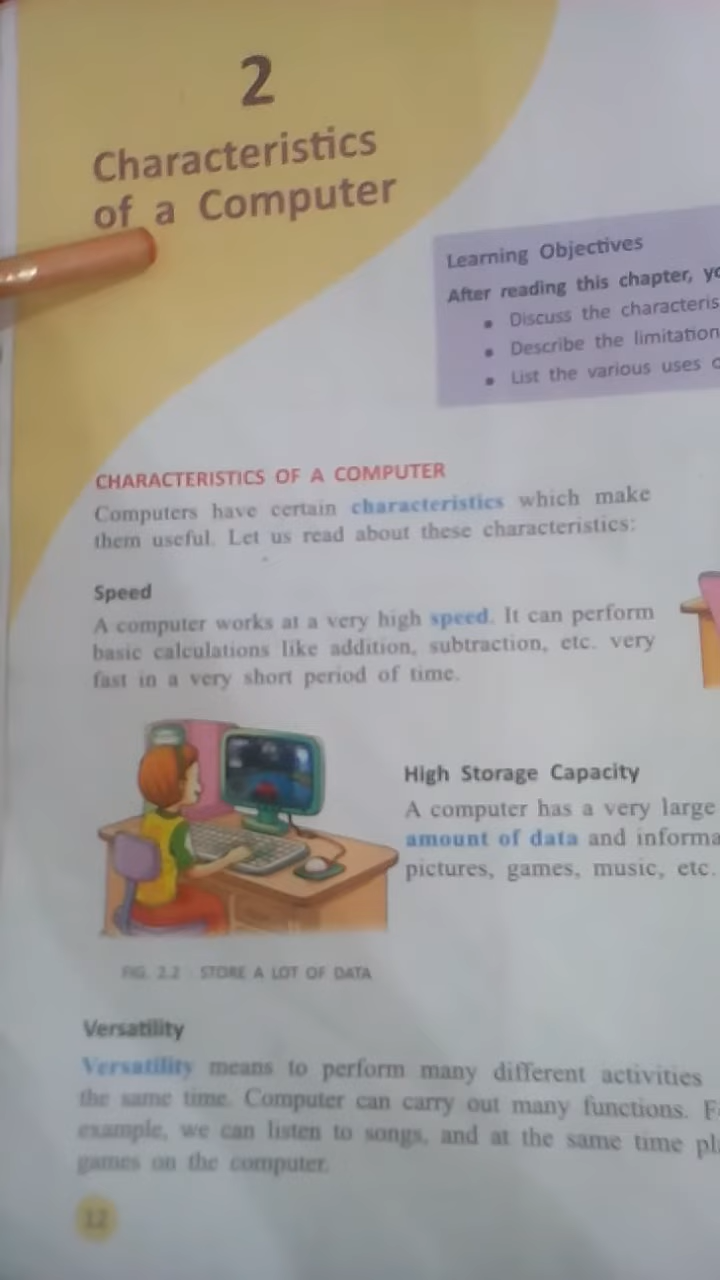 2
Characteristics
of a Computer
Learning Objectives
After reading this chapter,
Discuss the
Describe the
List the various uses
CHARACTERISTICS OF A COMPUTER
Computers have certain characteristics which make
them useful. Let us read about these characteristics:
Speed
A computer works at a very high speed. It can perform
basic calculations like addition, subtraction, etc. very
fast in a very short period of time.
High Storage Capacity
A computer has a very large
amount of data and
pictures, games, music, etc.
FIG. 2.2 STORE A LOT OF DATA
Versatility
Versatility means to perform many different activities
the same time. Computer can carry out many functions.
example, we can listen to songs, and at the same time
games on the computer.
12